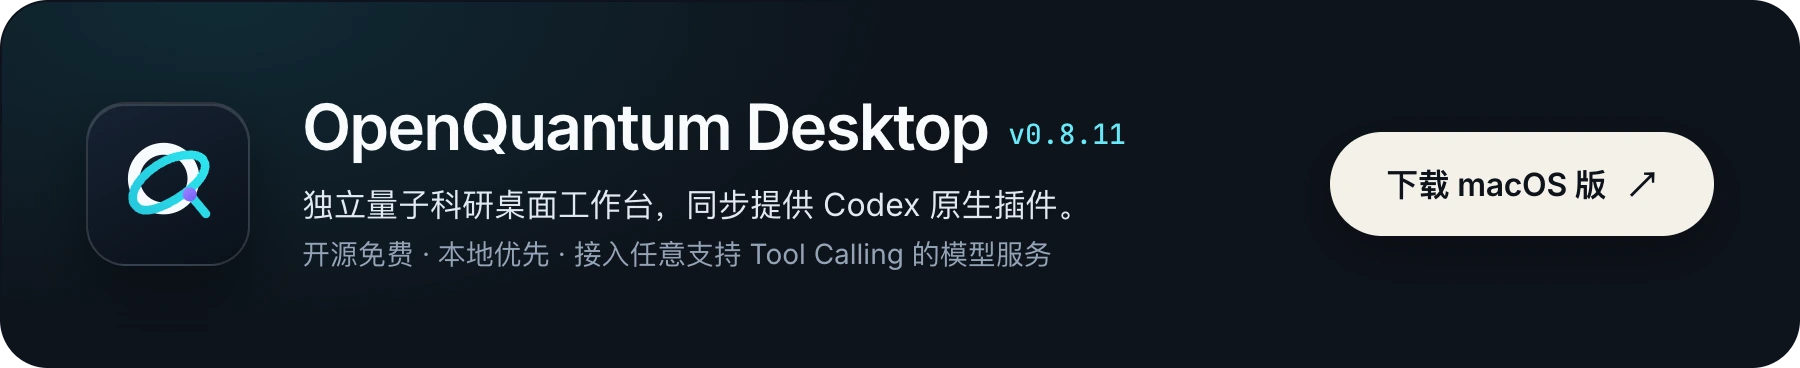 OpenQuantum Desktop v0.8.11
独立量子科研桌面工作台，同步提供 Codex 原生插件。
开源免费 · 本地优先 · 接入任意支持 Tool Calling 的模型服务
下载 macOS 版 ↗